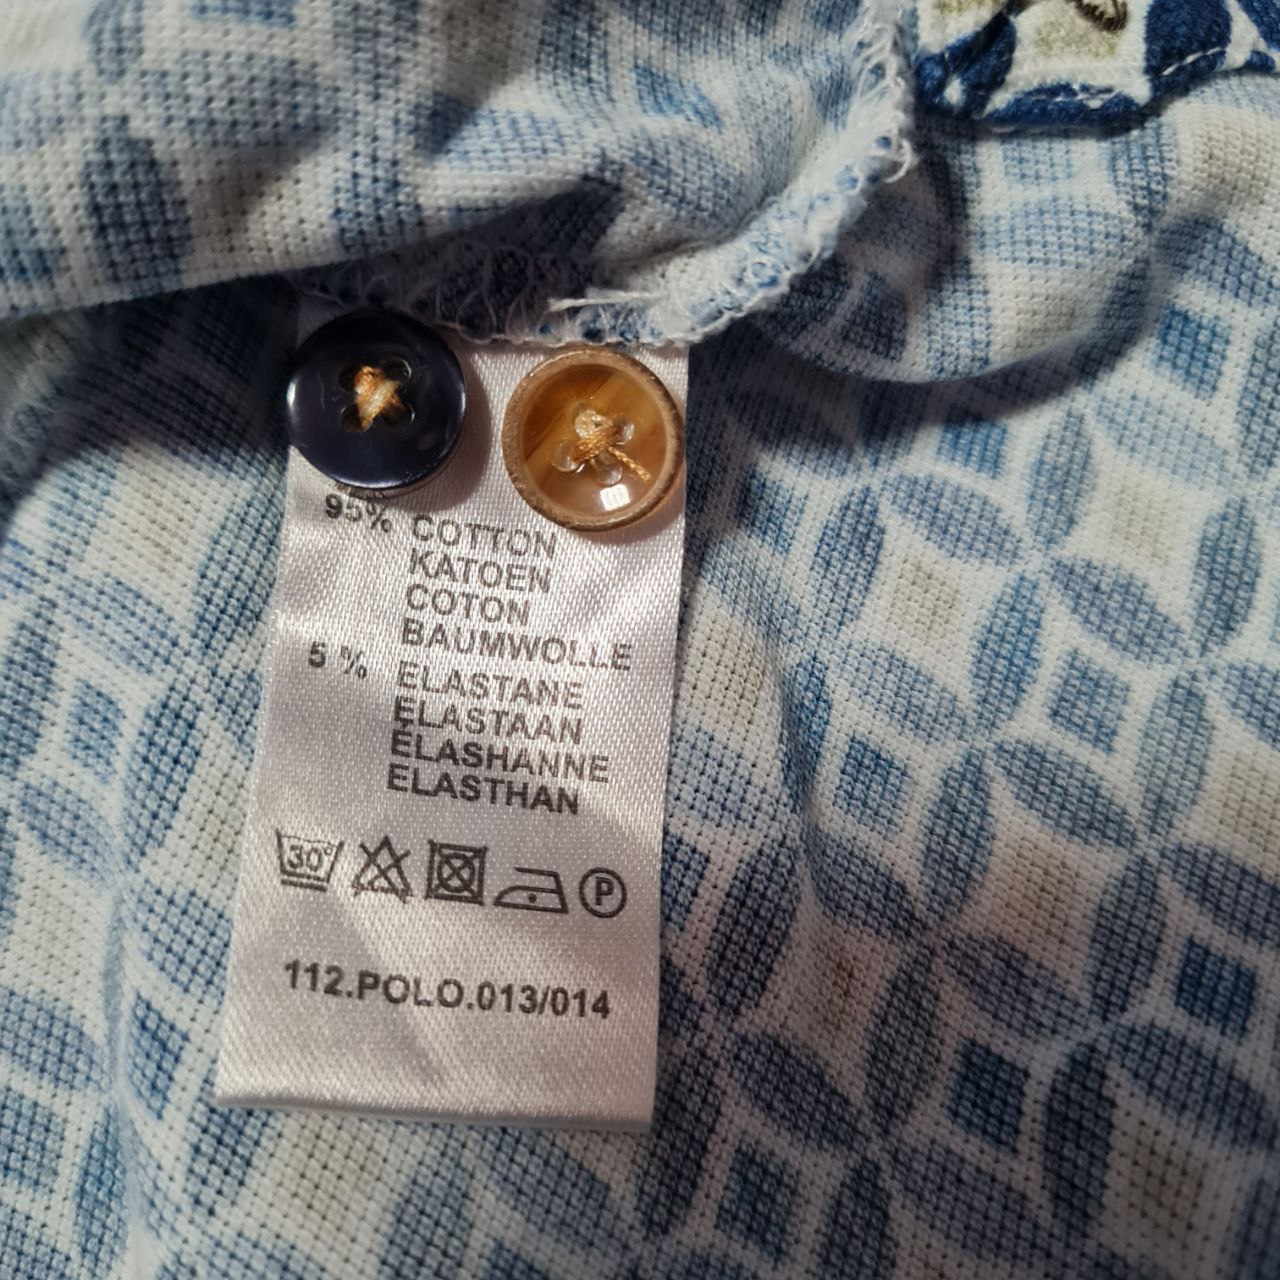 95% COTTON
KATOEN
COTON
BAUMWOLLE
5 % ELASTANE
ELASTAAN
ÉLASHANNE
ELASTHAN
30°
P
112.POLO.013/014